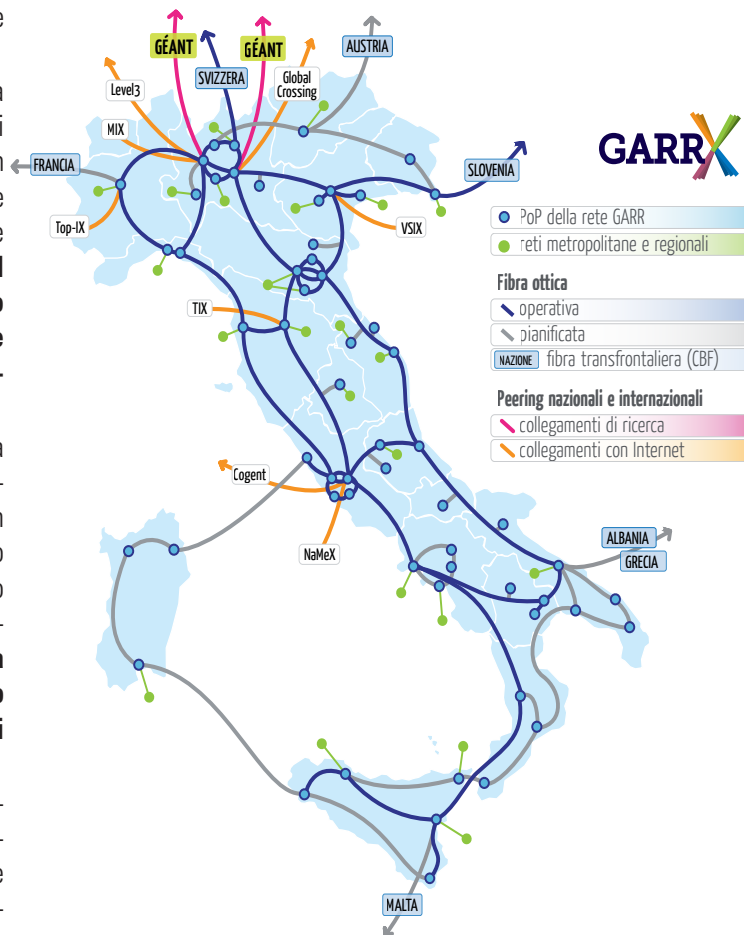 GÉANT
GÉANT
AUSTRIA
SVIZZERA
Global
Crossing
Level3
MIX
FRANCIA
SLOVENIA
GARR X
Top-IX
VSIX
PoP della rete GARR
reti metropolitane e regionali
Fibra ottica
operativa
pianificata
NAZIONE fibra transfrontaliera (CBF)
Peering nazionali e internazionali
collegamenti di ricerca
collegamenti con Internet
TIX
Cogent
NaMeX
ALBANIA
GRECIA
MALTA